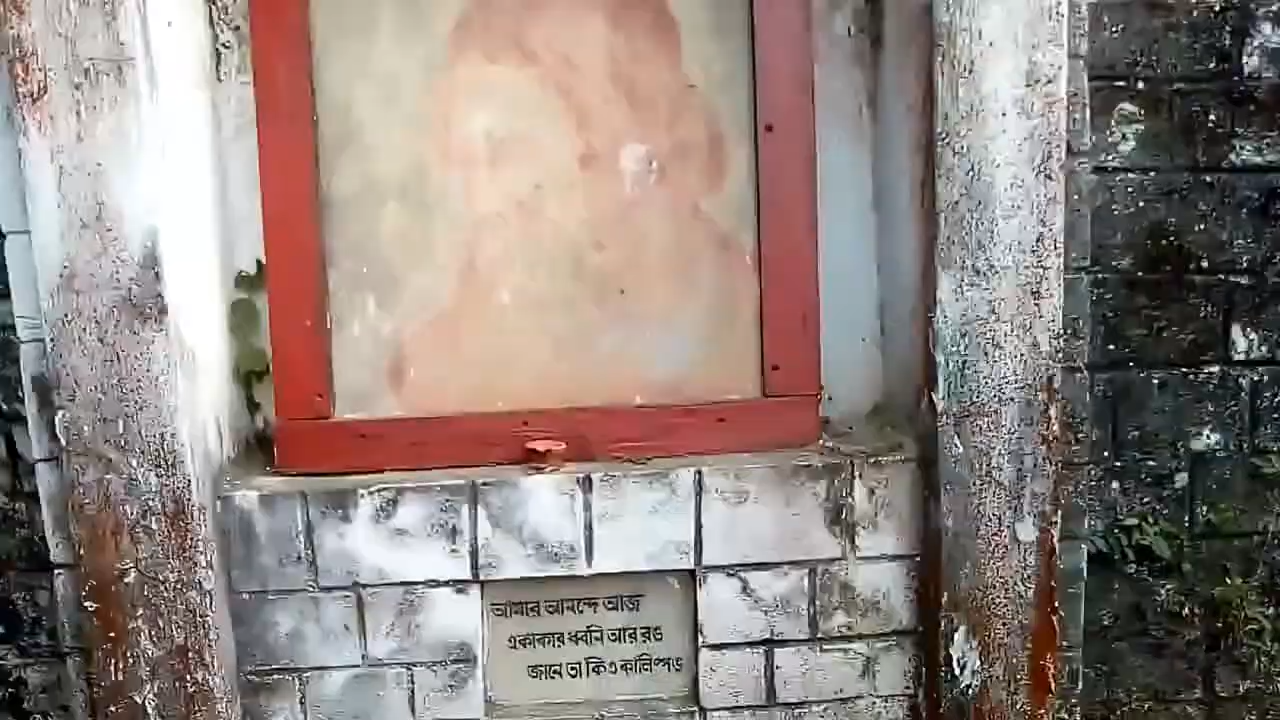 আমার আনন্দে আজ
একাকার ধ্বনি আর রঙ
জানে তা কি এ কালিম্পঙ